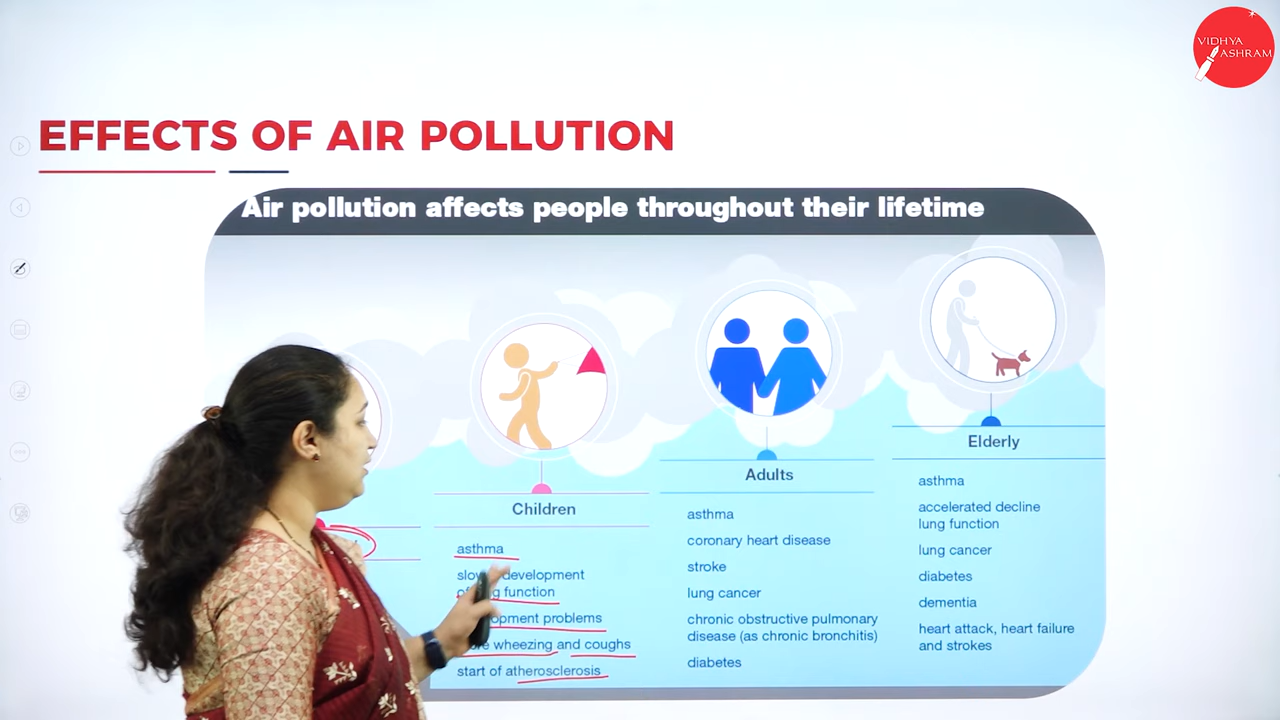 VIDHYA
ASHRAM
EFFECTS OF AIR POLLUTION
Air pollution affects people throughout their lifetime
Children
asthma
development
function
problems
wheezing and coughs
start of atherosclerosis
Adults
asthma
coronary heart disease
stroke
lung cancer
chronic obstructive pulmonary
disease (as chronic bronchitis)
diabetes
Elderly
asthma
accelerated decline
lung function
lung cancer
diabetes
dementia
heart attack, heart failure
and strokes